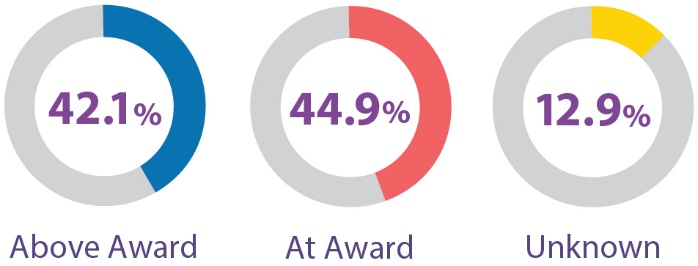 42.1% 44.9% 12.9%
Above Award At Award Unknown